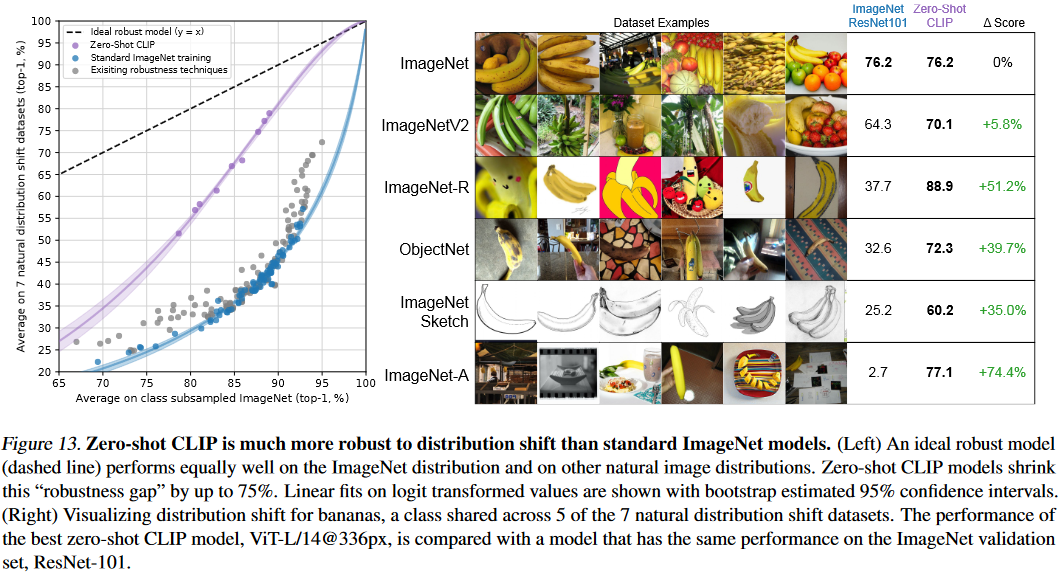 Ideal robust model (y = x)
Zero-Shot CLIP
Standard ImageNet training
Exisiting robustness techniques
Average on 7 natural distribution shift datasets (top-1, %)
100
95
90
85
80
75
70
65
60
55
50
45
40
35
30
25
20
65
70
75
80
85
90
95
100
Average on class subsampled ImageNet (top-1, %)
Dataset Examples
ImageNet
ResNet101
Zero-Shot
CLIP
Δ Score
ImageNet
76.2
76.2
0%
ImageNetV2
64.3
70.1
+5.8%
ImageNet-R
37.7
88.9
+51.2%
ObjectNet
32.6
72.3
+39.7%
ImageNet
Sketch
25.2
60.2
+35.0%
ImageNet-A
2.7
77.1
+74.4%
Figure 13. Zero-shot CLIP is much more robust to distribution shift than standard ImageNet models. (Left) An ideal robust model
(dashed line) performs equally well on the ImageNet distribution and on other natural image distributions. Zero-shot CLIP models shrink
this “robustness gap” by up to 75%. Linear fits on logit transformed values are shown with bootstrap estimated 95% confidence intervals.
(Right) Visualizing distribution shift for bananas, a class shared across 5 of the 7 natural distribution shift datasets. The performance of
the best zero-shot CLIP model, ViT-L/14@336px, is compared with a model that has the same performance on the ImageNet validation
set, ResNet-101.